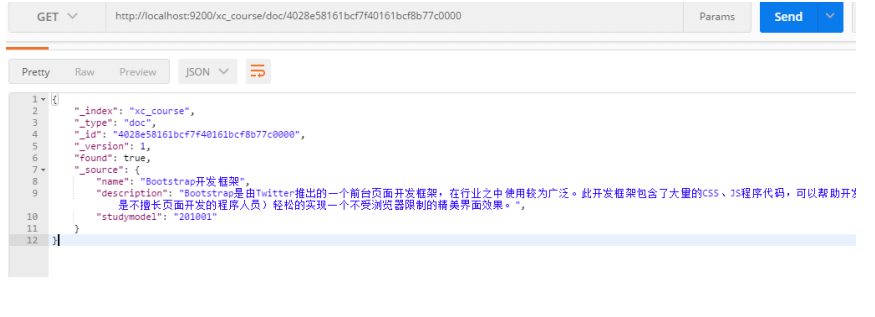 GET http://localhost:9200/xc_course/doc/4028e58161bcf7f40161bcf8b77c0000 Params Send
Pretty Raw Preview JSON
1 {
2 "_index": "xc_course",
3 "_type": "doc",
4 "_id": "4028e58161bcf7f40161bcf8b77c0000",
5 "_version": 1,
6 "found": true,
7 "_source": {
8 "name": "Bootstrap开发框架",
9 "description": "Bootstrap是由Twitter推出的一个前台页面开发框架，在行业之中使用较为广泛。此开发框架包含了大量的CSS、JS程序代码，可以帮助开发
是不擅长页面开发的程序人员）轻松的实现一个不受浏览器限制的精美界面效果。",
10 "studymodel": "201001"
11 }
12 }